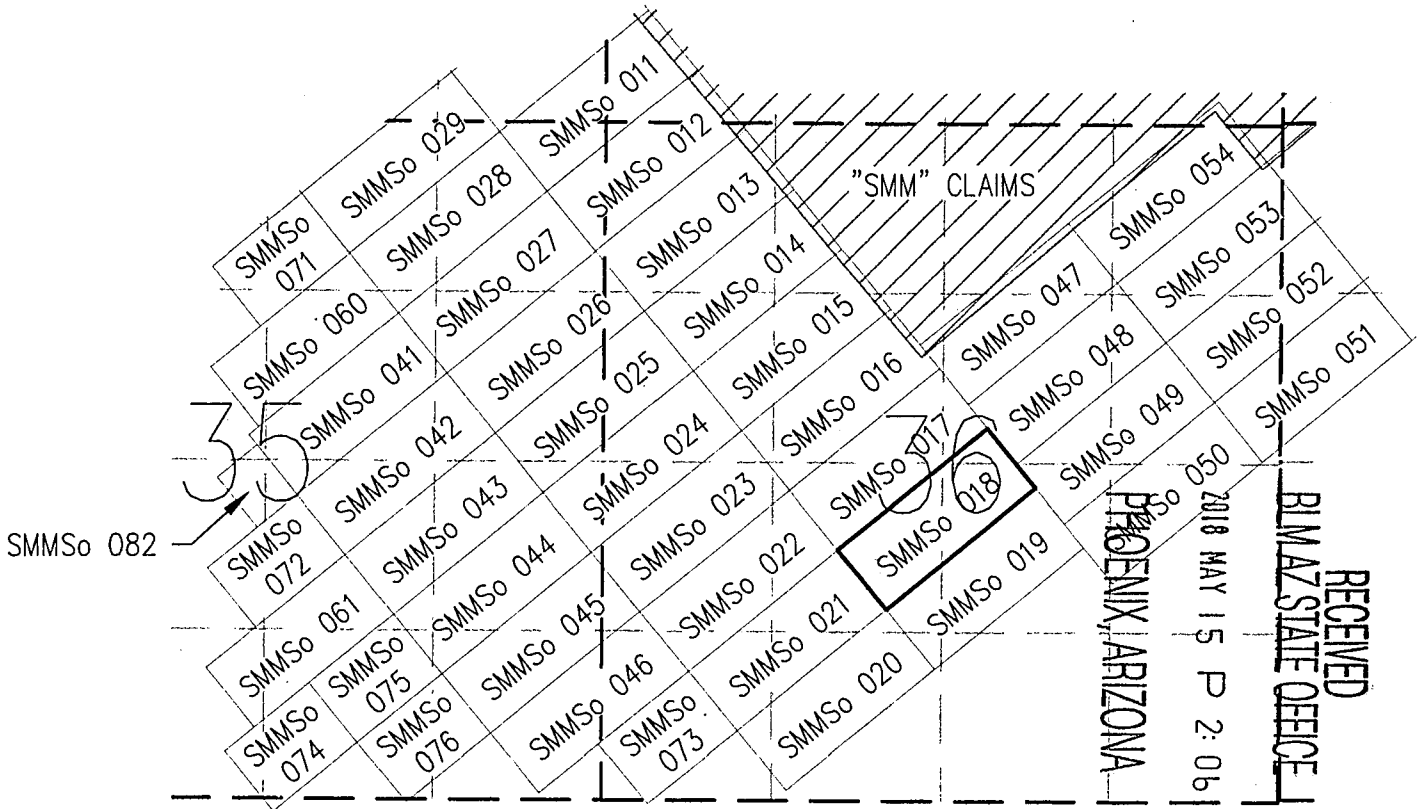 SMMSo 011
SMMSo 029
SMMSo 012
SMMSo 028
"SMM" CLAIMS
SMMSo 054
SMMSo 013
SMMSo 053
SMMSo
071
SMMSo 027
SMMSo 014
SMMSo 047
SMMSo 052
SMMSo 060
SMMSo 026
SMMSo 015
SMMSo 048
SMMSo 051
SMMSo 041
SMMSo 025
SMMSo 016
SMMSo 049
35
SMMSo 042
SMMSo 024
SMMSo 017
36
SMMSo 050
SMMSo 082
SMMSo
072
SMMSo 043
SMMSo 023
SMMSo 018
SMMSo 061
SMMSo 044
SMMSo 022
SMMSo 019
SMMSo
075
SMMSo 045
SMMSo 021
SMMSo
074
SMMSo
076
SMMSo 046
SMMSo
073
SMMSo 020
RECEIVED
BLM AZ STATE OFFICE
2018 MAY 15 P 2:06
PHOENIX, ARIZONA